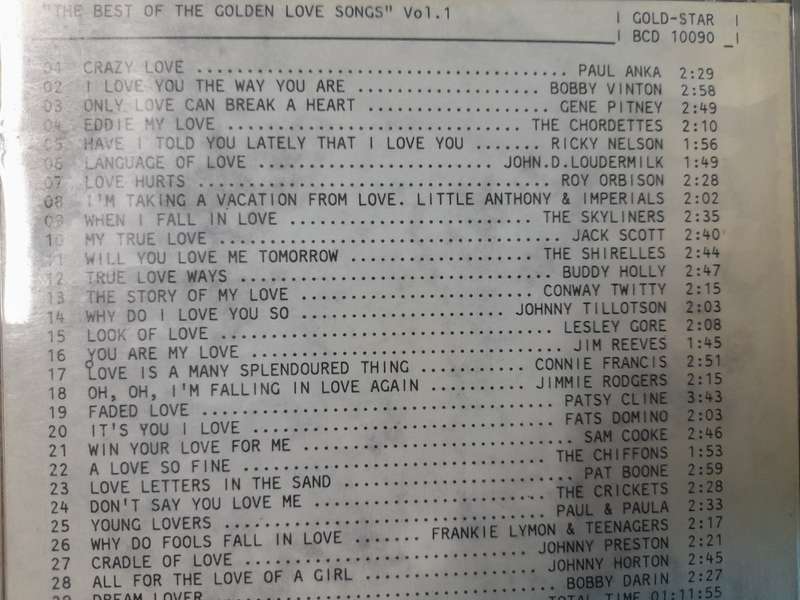 "THE BEST OF THE GOLDEN LOVE SONGS" Vol.1 | GOLD-STAR |
| BCD 10090 _|
01 CRAZY LOVE ..................................... PAUL ANKA 2:29
02 I LOVE YOU THE WAY YOU ARE ................... BOBBY VINTON 2:58
03 ONLY LOVE CAN BREAK A HEART .................. GENE PITNEY 2:49
04 EDDIE MY LOVE .............................. THE CHORDETTES 2:10
05 HAVE I TOLD YOU LATELY THAT I LOVE YOU ....... RICKY NELSON 1:56
06 LANGUAGE OF LOVE ......................... JOHN.D.LOUDERMILK 1:49
07 LOVE HURTS ................................... ROY ORBISON 2:28
08 I'M TAKING A VACATION FROM LOVE. LITTLE ANTHONY & IMPERIALS 2:02
09 WHEN I FALL IN LOVE ........................ THE SKYLINERS 2:35
10 MY TRUE LOVE ................................. JACK SCOTT 2:40
11 WILL YOU LOVE ME TOMORROW ................... THE SHIRELLES 2:44
12 TRUE LOVE WAYS ................................ BUDDY HOLLY 2:47
13 THE STORY OF MY LOVE ....................... CONWAY TWITTY 2:15
14 WHY DO I LOVE YOU SO .................... JOHNNY TILLOTSON 2:03
15 LOOK OF LOVE ................................ LESLEY GORE 2:08
16 YOU ARE MY LOVE .............................. JIM REEVES 1:45
17 LOVE IS A MANY SPLENDOURED THING ........... CONNIE FRANCIS 2:51
18 OH, OH, I'M FALLING IN LOVE AGAIN .......... JIMMIE RODGERS 2:15
19 FADED LOVE ................................... PATSY CLINE 3:43
20 IT'S YOU I LOVE .............................. FATS DOMINO 2:03
21 WIN YOUR LOVE FOR ME ........................... SAM COOKE 2:46
22 A LOVE SO FINE .............................. THE CHIFFONS 1:53
23 LOVE LETTERS IN THE SAND ........................ PAT BOONE 2:59
24 DON'T SAY YOU LOVE ME ....................... THE CRICKETS 2:28
25 YOUNG LOVERS ................................ PAUL & PAULA 2:33
26 WHY DO FOOLS FALL IN LOVE ....... FRANKIE LYMON & TEENAGERS 2:17
27 CRADLE OF LOVE ............................ JOHNNY PRESTON 2:21
28 ALL FOR THE LOVE OF A GIRL .................. JOHNNY HORTON 2:45
29 DREAM LOVER ................................. BOBBY DARIN 2:27
TOTAL TIME 01:11:55